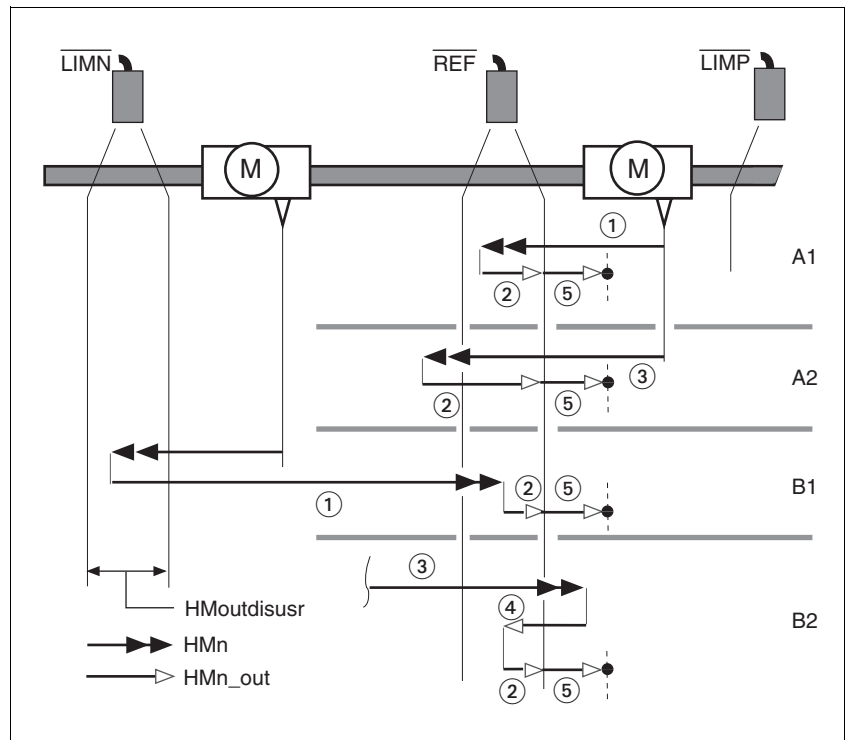 LIMN REF LIMP
M M
1
A1
2 5
3
A2
2 5
2 5
B1
1
3
HMoutdisusr
4
B2
HMn
HMn_out
2 5